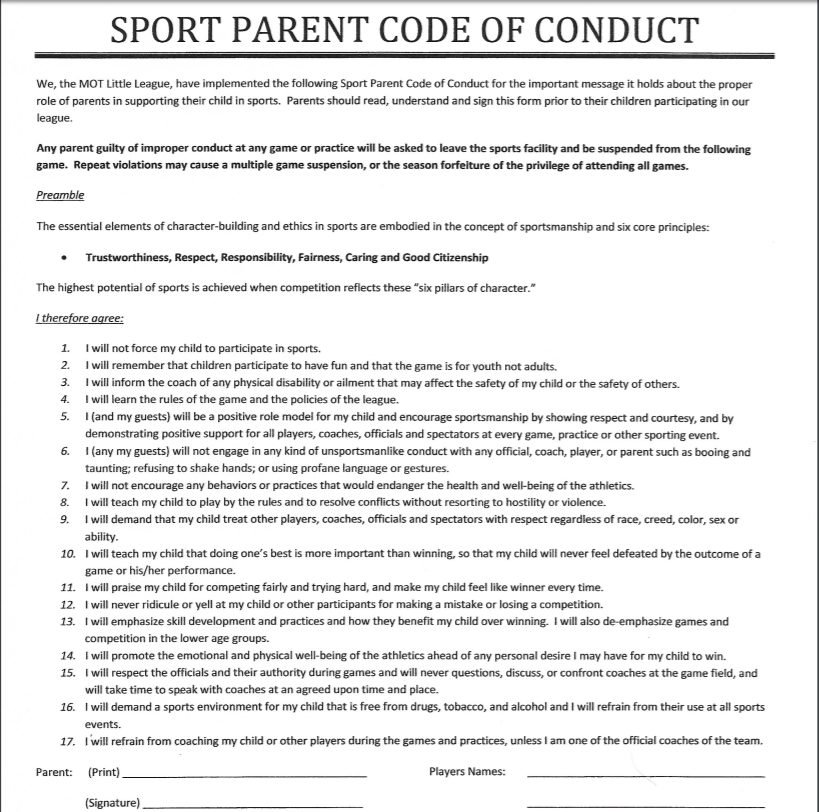 SPORT PARENT CODE OF CONDUCT
We, the MOT Little League, have implemented the following Sport Parent Code of Conduct for the important message it holds about the proper
role of parents in supporting their child in sports. Parents should read, understand and sign this form prior to their children participating in our
league.
Any parent guilty of improper conduct at any game or practice will be asked to leave the sports facility and be suspended from the following
game. Repeat violations may cause a multiple game suspension, or the season forfeiture of the privilege of attending all games.
Preamble
The essential elements of character-building and ethics in sports are embodied in the concept of sportsmanship and six core principles:
• Trustworthiness, Respect, Responsibility, Fairness, Caring and Good Citizenship
The highest potential of sports is achieved when competition reflects these “six pillars of character.”
I therefore agree:
1. I will not force my child to participate in sports.
2. I will remember that children participate to have fun and that the game is for youth not adults.
3. I will inform the coach of any physical disability or ailment that may affect the safety of my child or the safety of others.
4. I will learn the rules of the game and the policies of the league.
5. I (and my guests) will be a positive role model for my child and encourage sportsmanship by showing respect and courtesy, and by
demonstrating positive support for all players, coaches, officials and spectators at every game, practice or other sporting event.
6. I (any my guests) will not engage in any kind of unsportsmanlike conduct with any official, coach, player, or parent such as booing and
taunting; refusing to shake hands; or using profane language or gestures.
7. I will not encourage any behaviors or practices that would endanger the health and well-being of the athletics.
8. I will teach my child to play by the rules and to resolve conflicts without resorting to hostility or violence.
9. I will demand that my child treat other players, coaches, officials and spectators with respect regardless of race, creed, color, sex or
ability.
10. I will teach my child that doing one’s best is more important than winning, so that my child will never feel defeated by the outcome of a
game or his/her performance.
11. I will praise my child for competing fairly and trying hard, and make my child feel like winner every time.
12. I will never ridicule or yell at my child or other participants for making a mistake or losing a competition.
13. I will emphasize skill development and practices and how they benefit my child over winning. I will also de-emphasize games and
competition in the lower age groups.
14. I will promote the emotional and physical well-being of the athletics ahead of any personal desire I may have for my child to win.
15. I will respect the officials and their authority during games and will never questions, discuss, or confront coaches at the game field, and
will take time to speak with coaches at an agreed upon time and place.
16. I will demand a sports environment for my child that is free from drugs, tobacco, and alcohol and I will refrain from their use at all sports
events.
17. I will refrain from coaching my child or other players during the games and practices, unless I am one of the official coaches of the team.
Parent: (Print) Players Names:
(Signature)